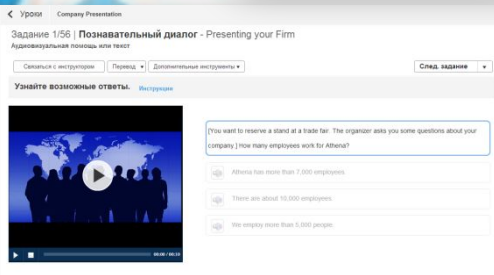 Уроки Company Presentation
Задание 1/56 | Познавательный диалог - Presenting your Firm
Аудиовизуальная помощь или текст
Связаться с инструктором Перевод Дополнительные инструменты След. задание
Узнайте возможные ответы. Инструкции
[You want to reserve a stand at a trade fair. The organizer asks you some questions about your
company.] How many employees work for Athena?
Athena has more than 7,000 employees.
There are about 10,000 employees.
We employ more than 5,000 people.